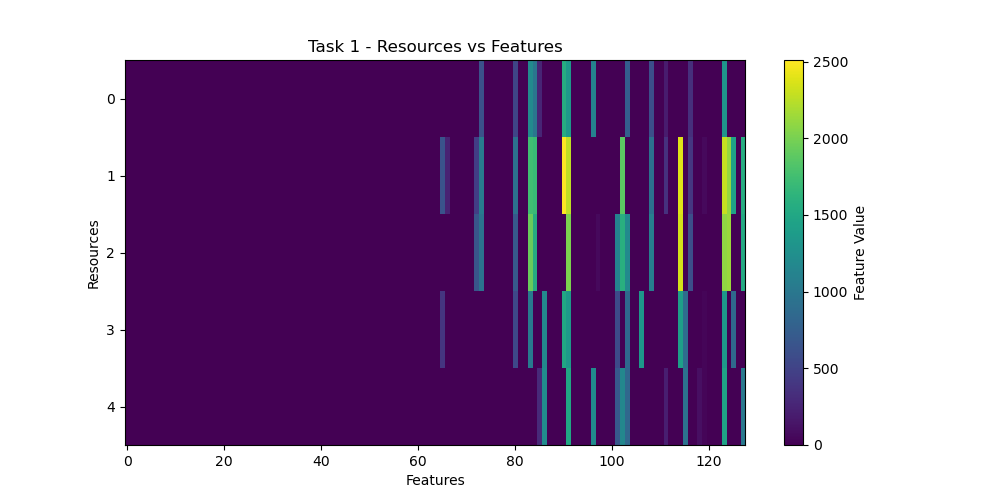 Task 1 - Resources vs Features
Resources
0
1
2
3
4
0 20 40 60 80 100 120
Features
2500
2000
1500
1000
500
0
Feature Value